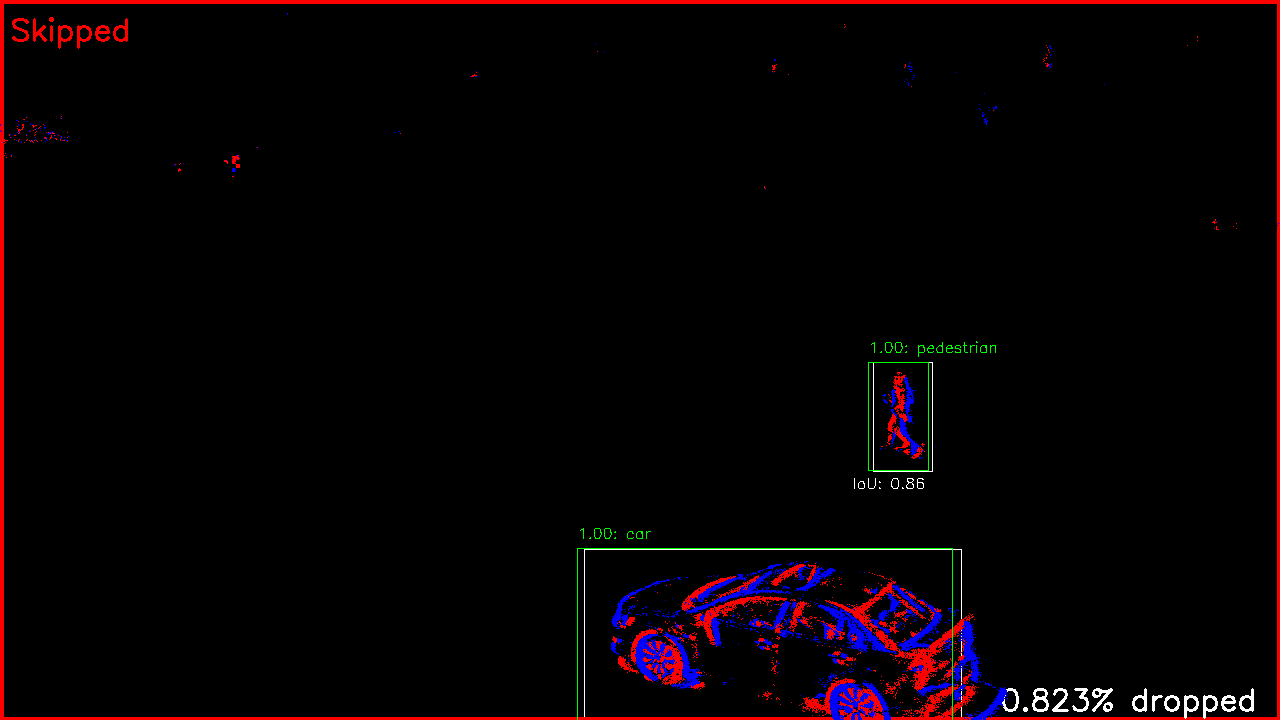 Skipped
1.00: pedestrian
IoU: 0.86
1.00: car
0.823% dropped